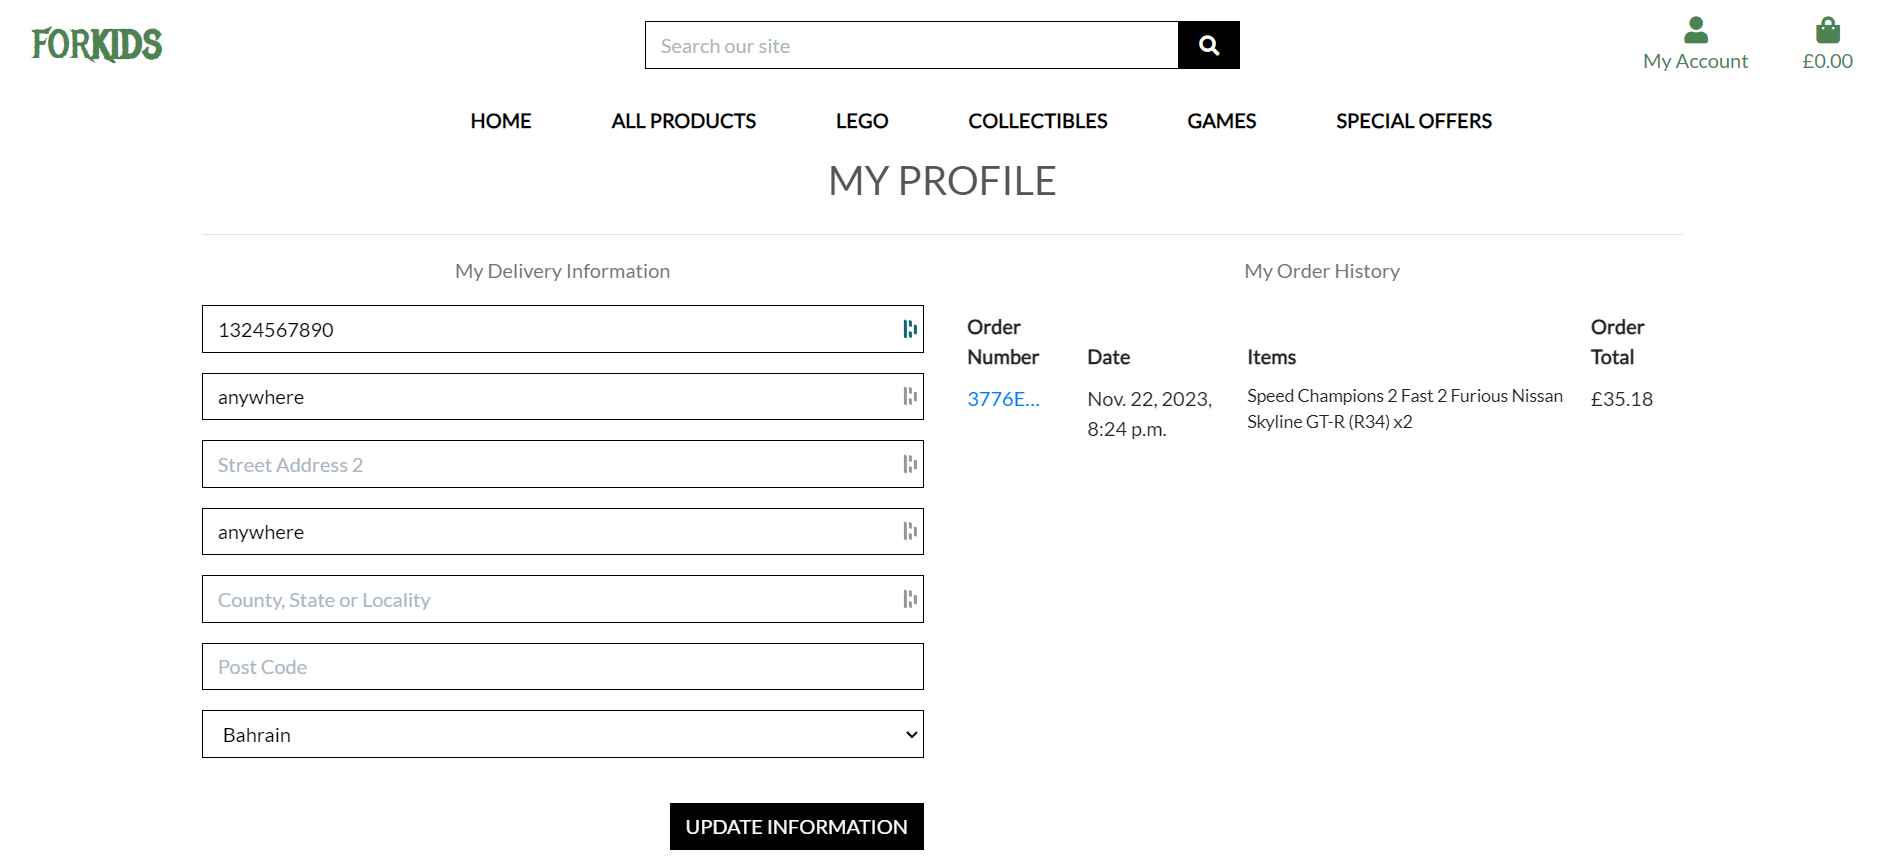 FORKIDS
Search our site
My Account
£0.00
HOME ALL PRODUCTS LEGO COLLECTIBLES GAMES SPECIAL OFFERS
MY PROFILE
My Delivery Information
1324567890
anywhere
Street Address 2
anywhere
County, State or Locality
Post Code
Bahrain
UPDATE INFORMATION
My Order History
Order Number Date Items Order Total
3776E... Nov. 22, 2023, 8:24 p.m. Speed Champions 2 Fast 2 Furious Nissan Skyline GT-R (R34) x2 £35.18